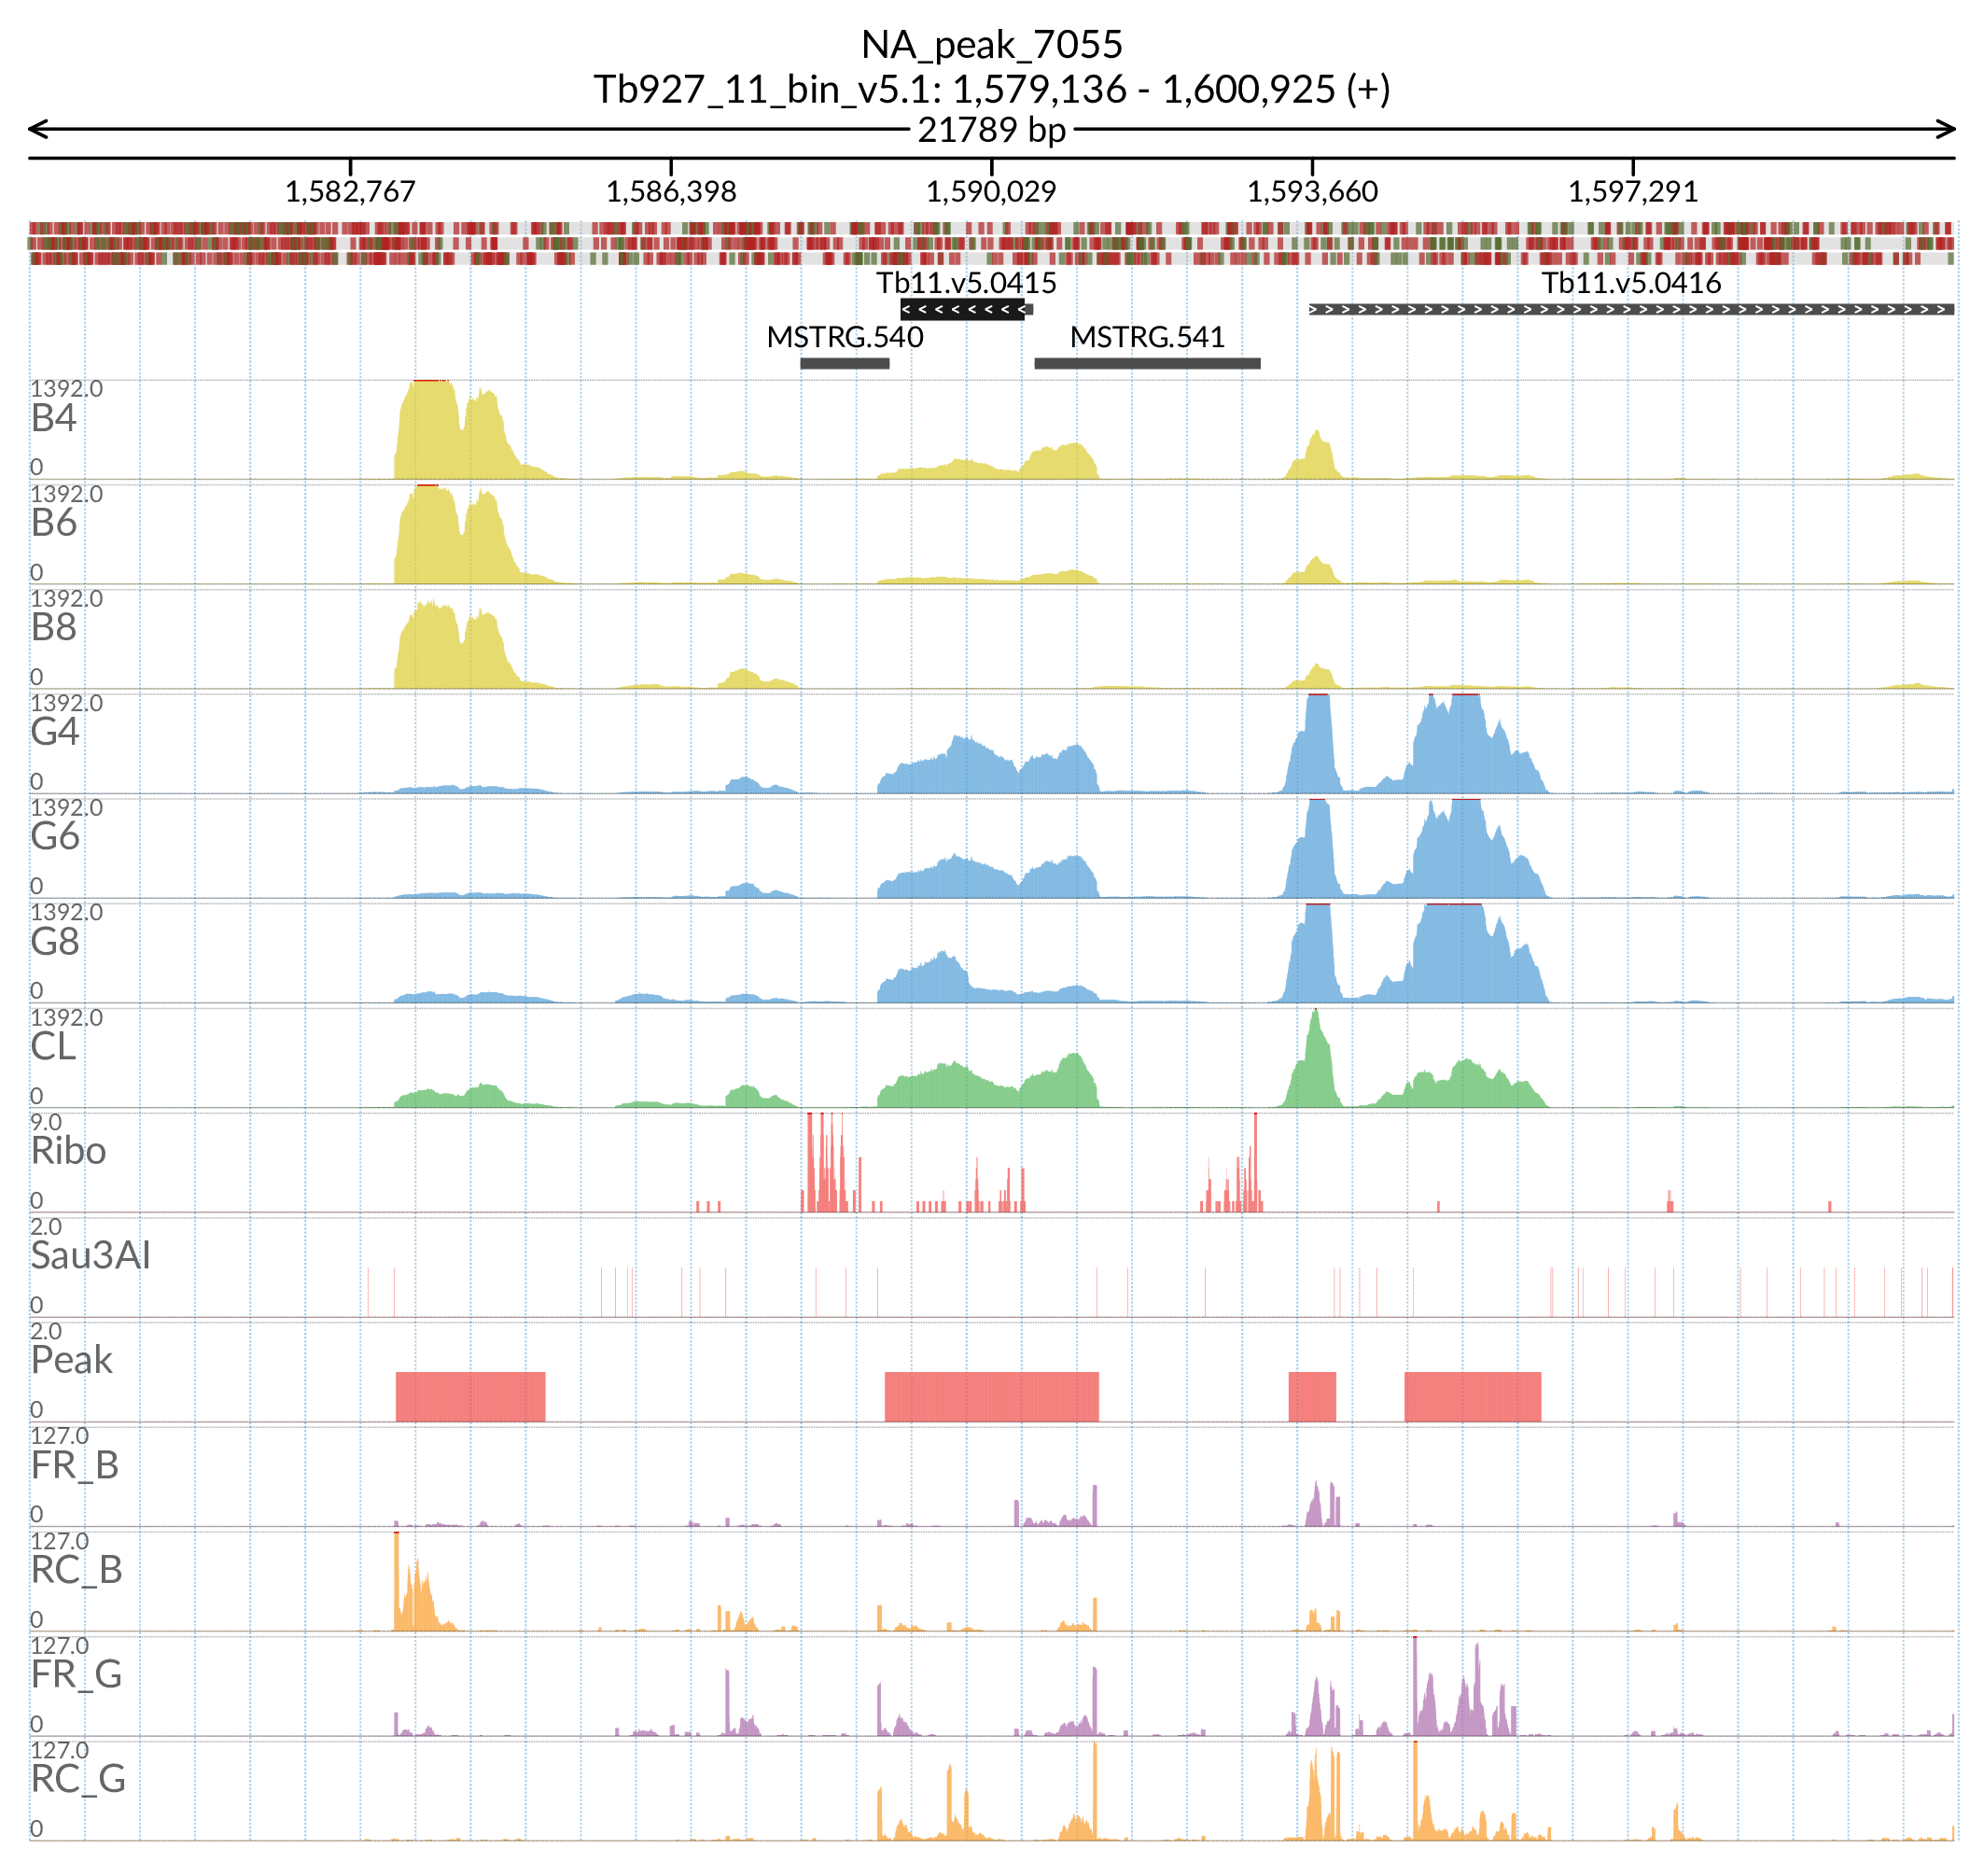 NA_peak_7055
Tb927_11_bin_v5.1: 1,579,136 - 1,600,925 (+)
21789 bp
1,582,767 1,586,398 1,590,029 1,593,660 1,597,291
Tb11.v5.0415 Tb11.v5.0416
MSTRG.540 MSTRG.541
1392.0
B4
0
1392.0
B6
0
1392.0
B8
0
1392.0
G4
0
1392.0
G6
0
1392.0
G8
0
1392.0
CL
0
9.0
Ribo
0
2.0
Sau3AI
0
2.0
Peak
0
127.0
FR_B
0
127.0
RC_B
0
127.0
FR_G
0
127.0
RC_G
0